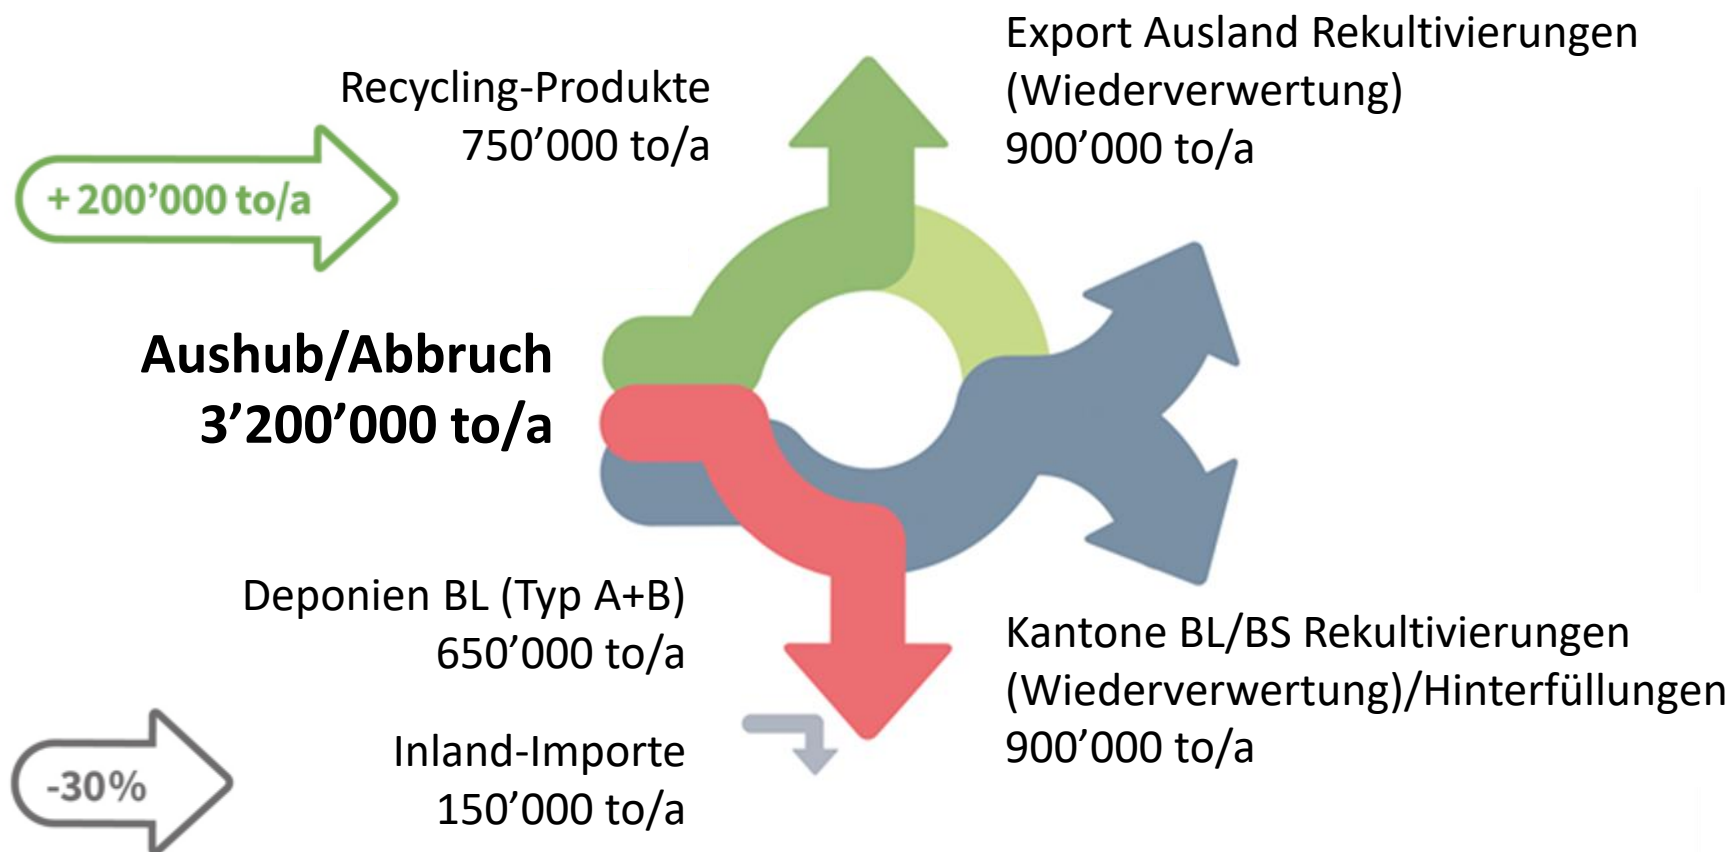 Recycling-Produkte
750’000 to/a
Export Ausland Rekultivierungen
(Wiederverwertung)
900’000 to/a
+ 200’000 to/a
Aushub/Abbruch
3’200’000 to/a
Deponien BL (Typ A+B)
650’000 to/a
Kantone BL/BS Rekultivierungen
(Wiederverwertung)/Hinterfüllungen
900’000 to/a
Inland-Importe
150’000 to/a
-30%